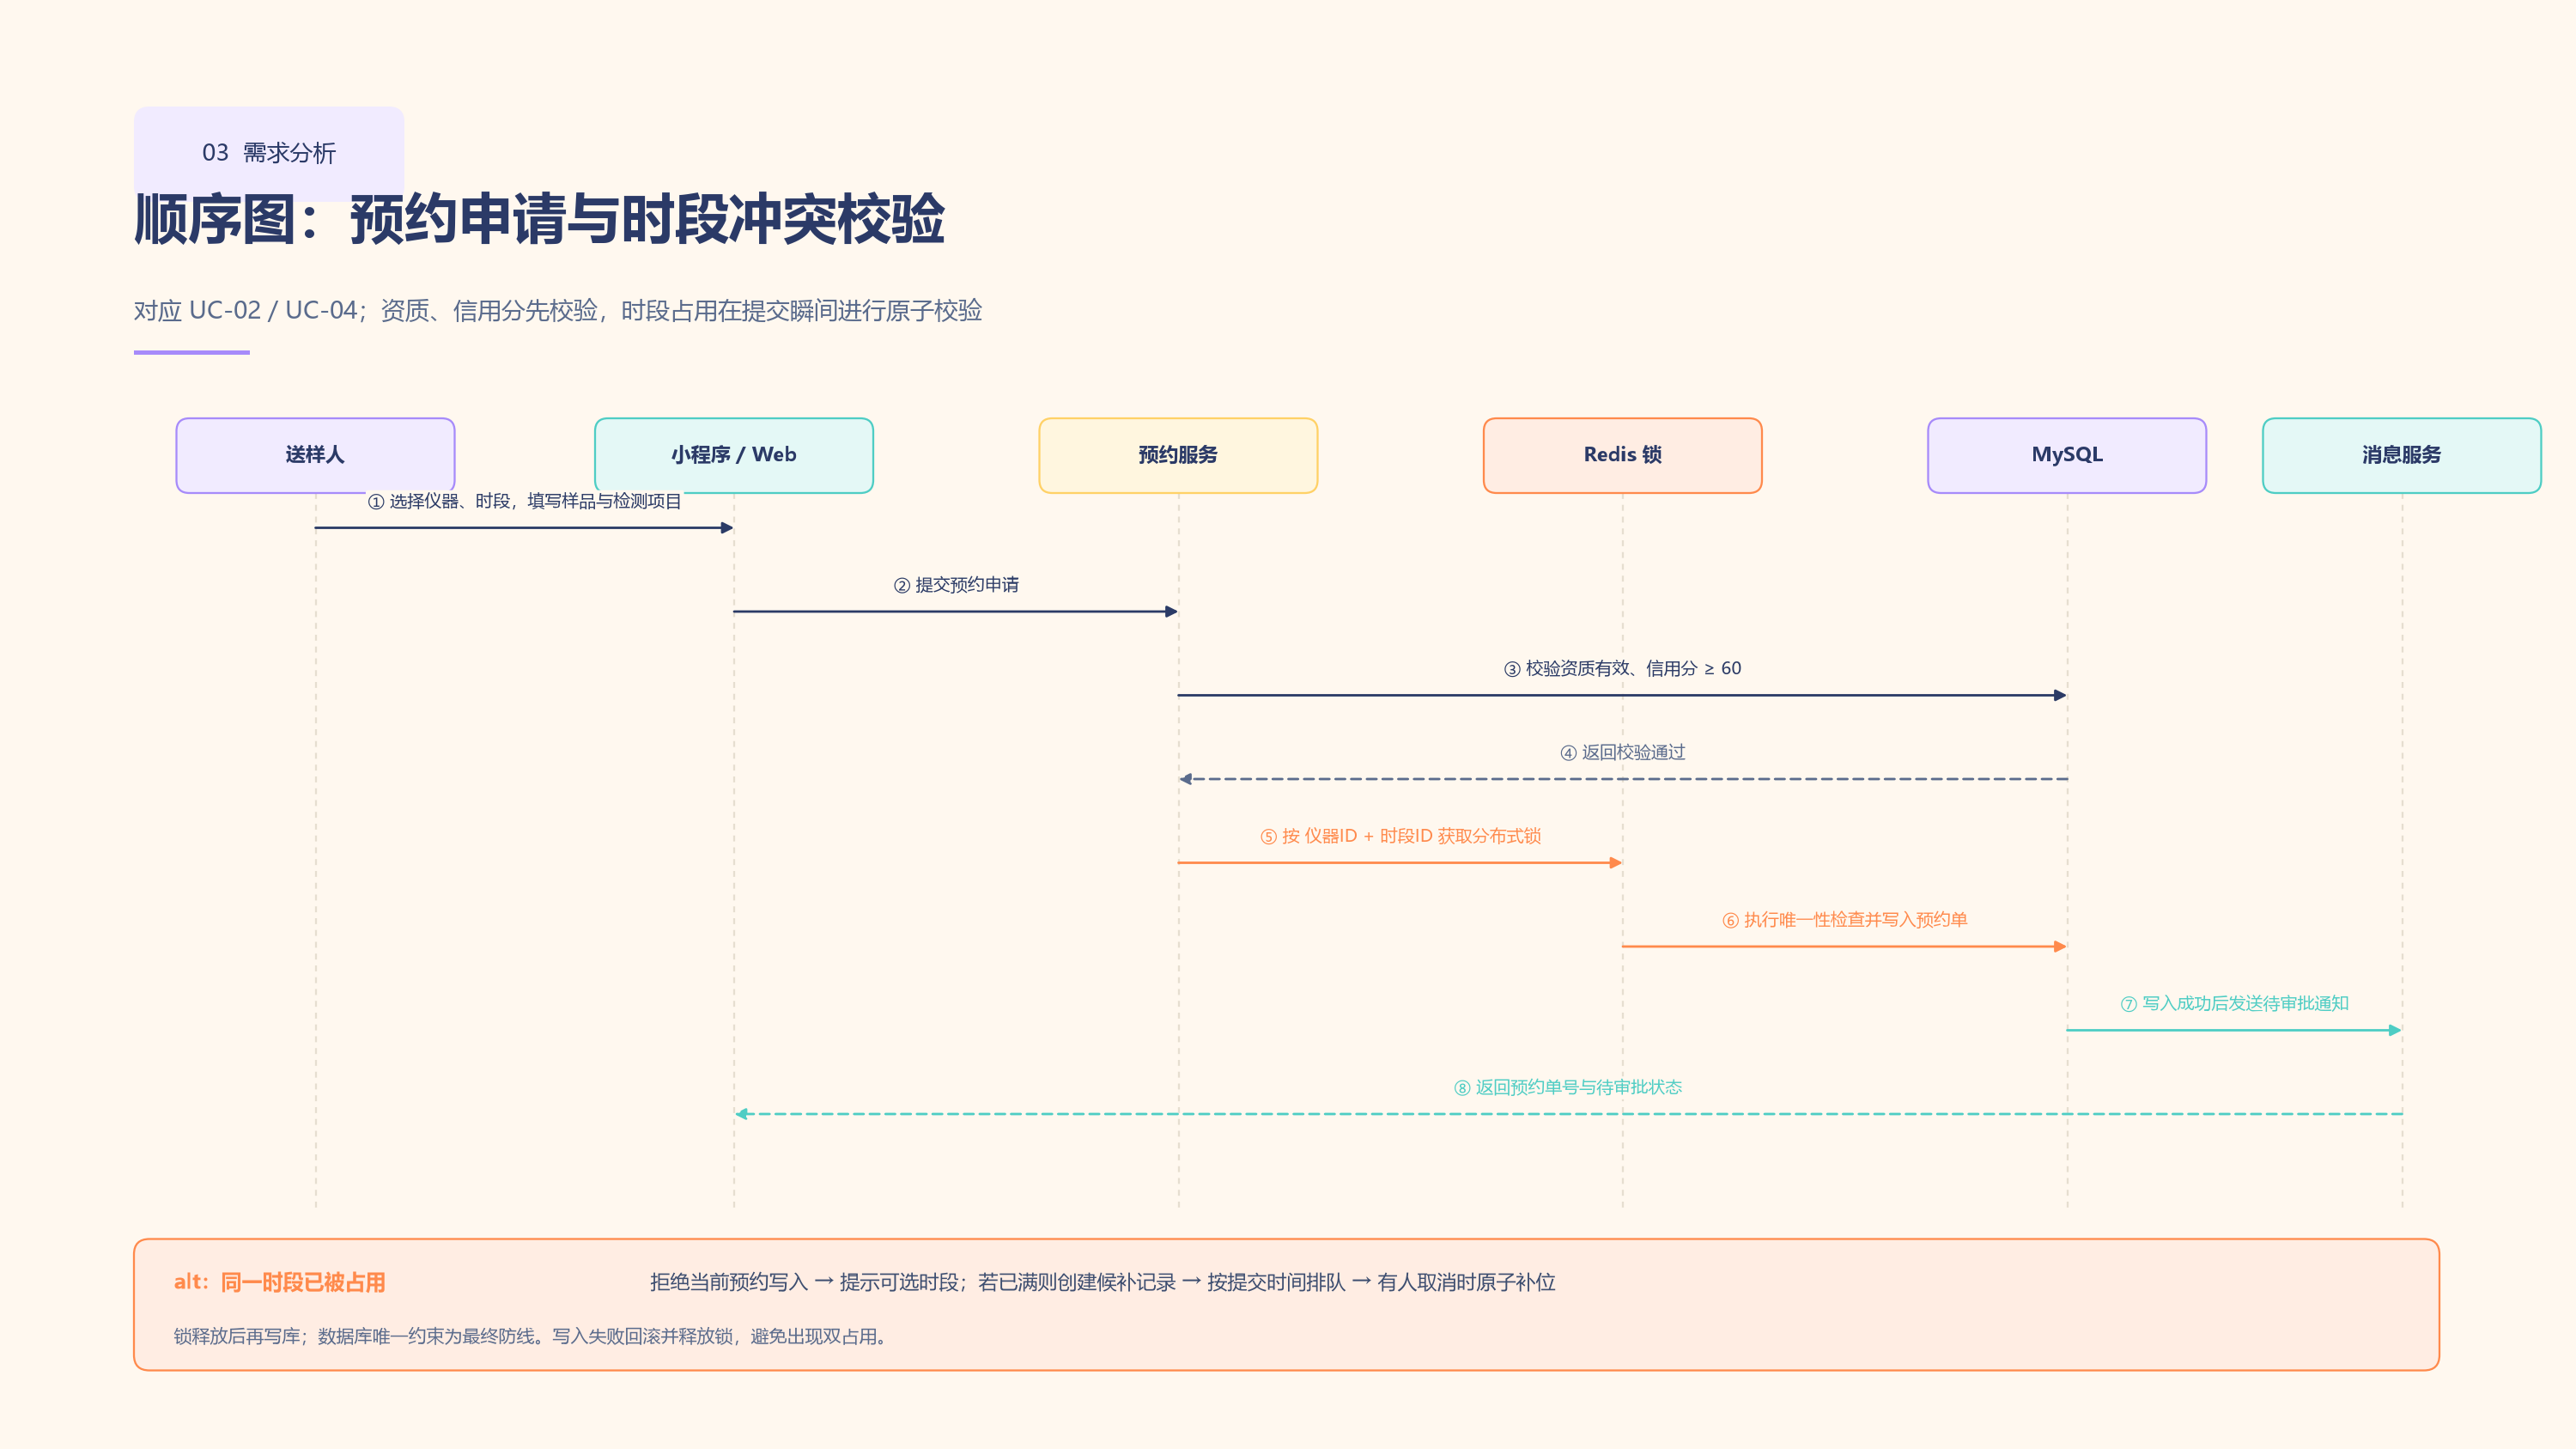 03 需求分析
顺序图：预约申请与时段冲突校验
对应 UC-02 / UC-04；资质、信用分先校验，时段占用在提交瞬间进行原子校验
送样人
小程序 / Web
预约服务
Redis 锁
MySQL
消息服务
① 选择仪器、时段，填写样品与检测项目
② 提交预约申请
③ 校验资质有效、信用分 ≥ 60
④ 返回校验通过
⑤ 按 仪器ID + 时段ID 获取分布式锁
⑥ 执行唯一性检查并写入预约单
⑦ 写入成功后发送待审批通知
⑧ 返回预约单号与待审批状态
alt：同一时段已被占用
拒绝当前预约写入 → 提示可选时段；若已满则创建候补记录 → 按提交时间排队 → 有人取消时原子补位
锁释放后再写库；数据库唯一约束为最终防线。写入失败回滚并释放锁，避免出现双占用。